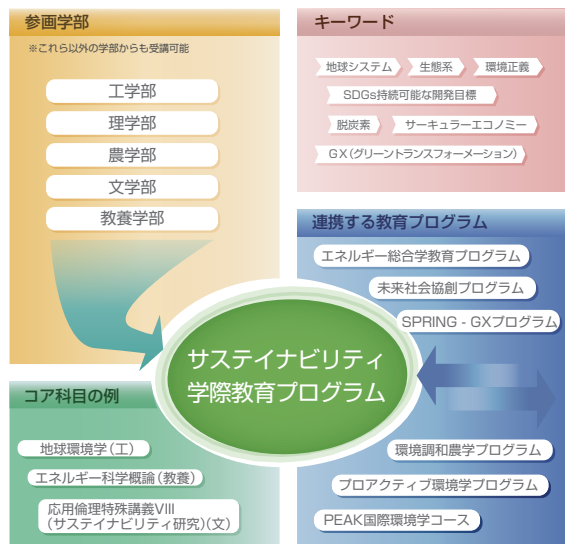 参画学部
※これら以外の学部からも受講可能
工学部
理学部
農学部
文学部
教養学部
キーワード
地球システム
生態系
環境正義
SDGs持続可能な開発目標
脱炭素
サーキュラーエコノミー
GX(グリーントランスフォーメーション)
連携する教育プログラム
エネルギー総合学教育プログラム
未来社会協創プログラム
SPRING - GXプログラム
サステイナビリティ
学際教育プログラム
コア科目の例
地球環境学(工)
エネルギー科学概論(教養)
応用倫理特殊講義VIII
(サステイナビリティ研究)(文)
環境調和農学プログラム
プロアクティブ環境学プログラム
PEAK国際環境学コース